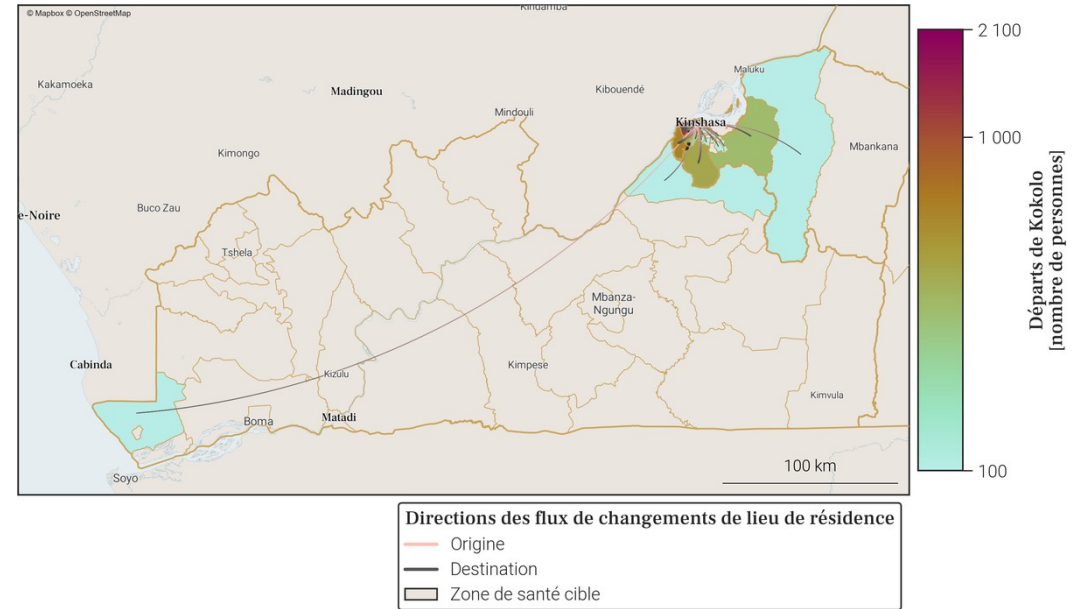 © Mapbox © OpenStreetMap
Kindamba
Kakamoeka
Madingou
Kibouendé
Maluku
Mindouli
Kinshasa
Kimongo
Mbankana
Buco Zau
e-Noire
Tshela
Mbanza-
Ngungu
Cabinda
Kizulu
Kimpese
Kimvula
Boma
Matadi
Soyo
100 km
2 100
1 000
100
Départs de Kokolo
[nombre de personnes]
Directions des flux de changements de lieu de résidence
Origine
Destination
Zone de santé cible